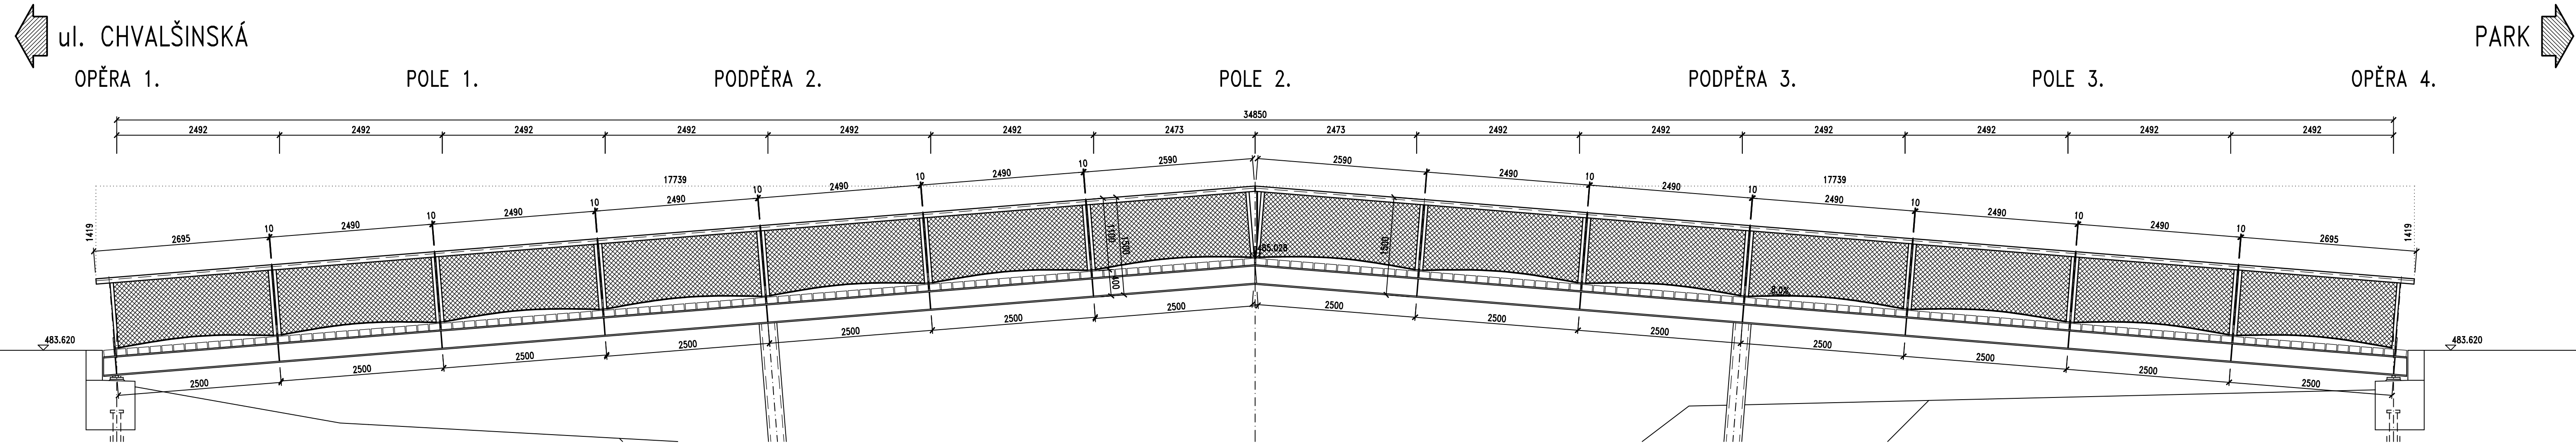 ul. CHVALŠINSKÁ PARK
OPĚRA 1. POLE 1. PODPĚRA 2. POLE 2. PODPĚRA 3. POLE 3. OPĚRA 4.
34850
2492 2492 2492 2492 2492 2492 2473 2473 2492 2492 2492 2492 2492 2492
17739 17739
1419 2695 10 2490 10 2490 10 2490 10 2490 10 2490 10 2590 2590 2490 10 2490 10 2490 10 2490 10 2490 10 2695 1419
1100 1500 400 485.028 1500 8.0%
483.620 483.620
2500 2500 2500 2500 2500 2500 2500 2500 2500 2500 2500 2500 2500 2500